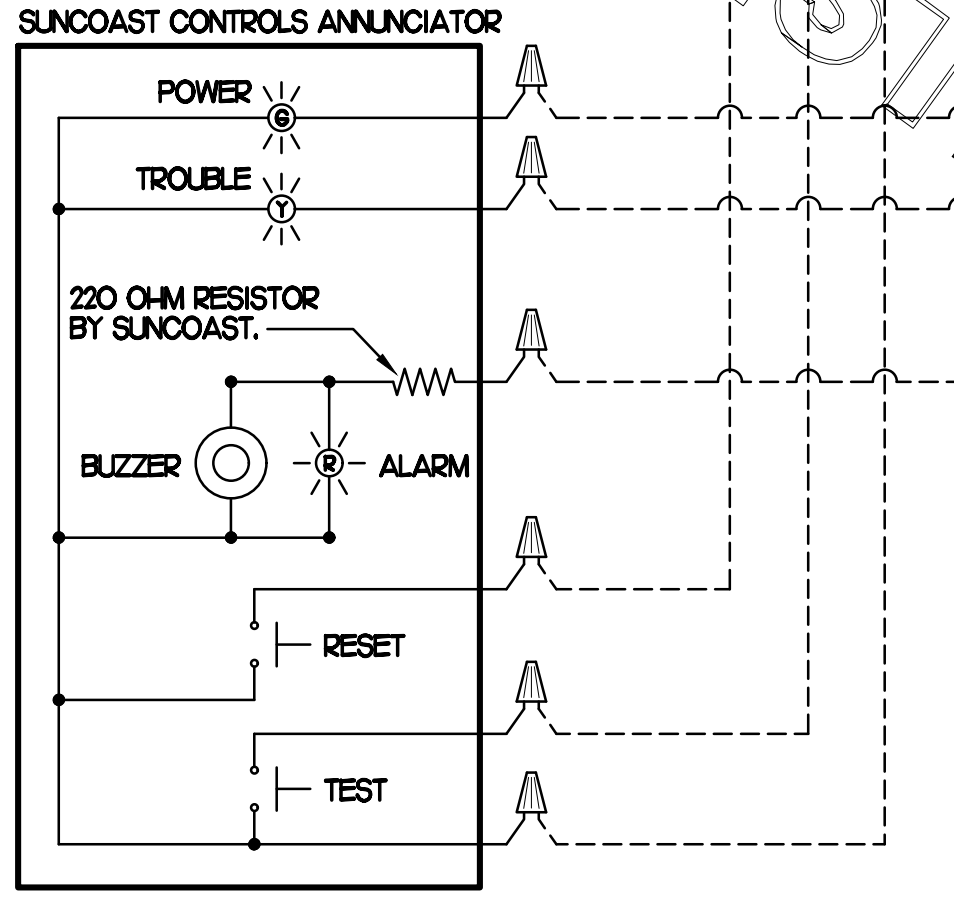 SUNCOAST CONTROLS ANNUNCIATOR
POWER
G
TROUBLE
Y
220 OHM RESISTOR
BY SUNCOAST.
BUZZER
R
ALARM
RESET
TEST